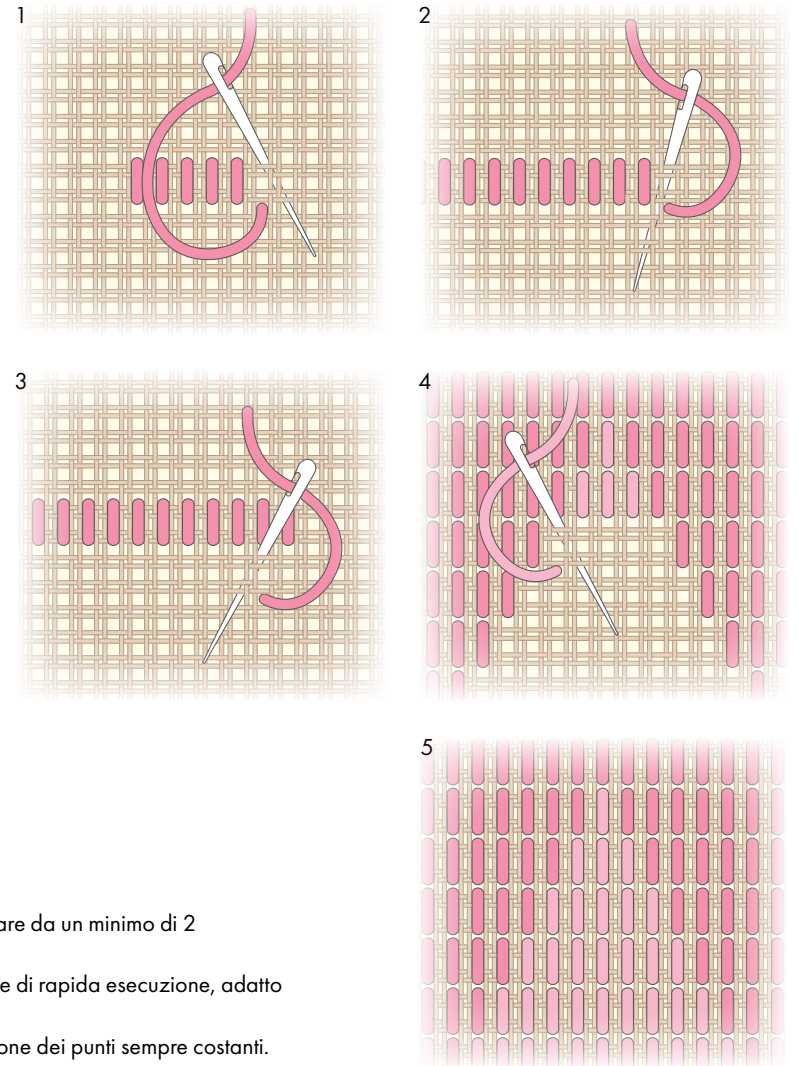 1
2
3
4
5
are da un minimo di 2
e di rapida esecuzione, adatto
one dei punti sempre costanti.